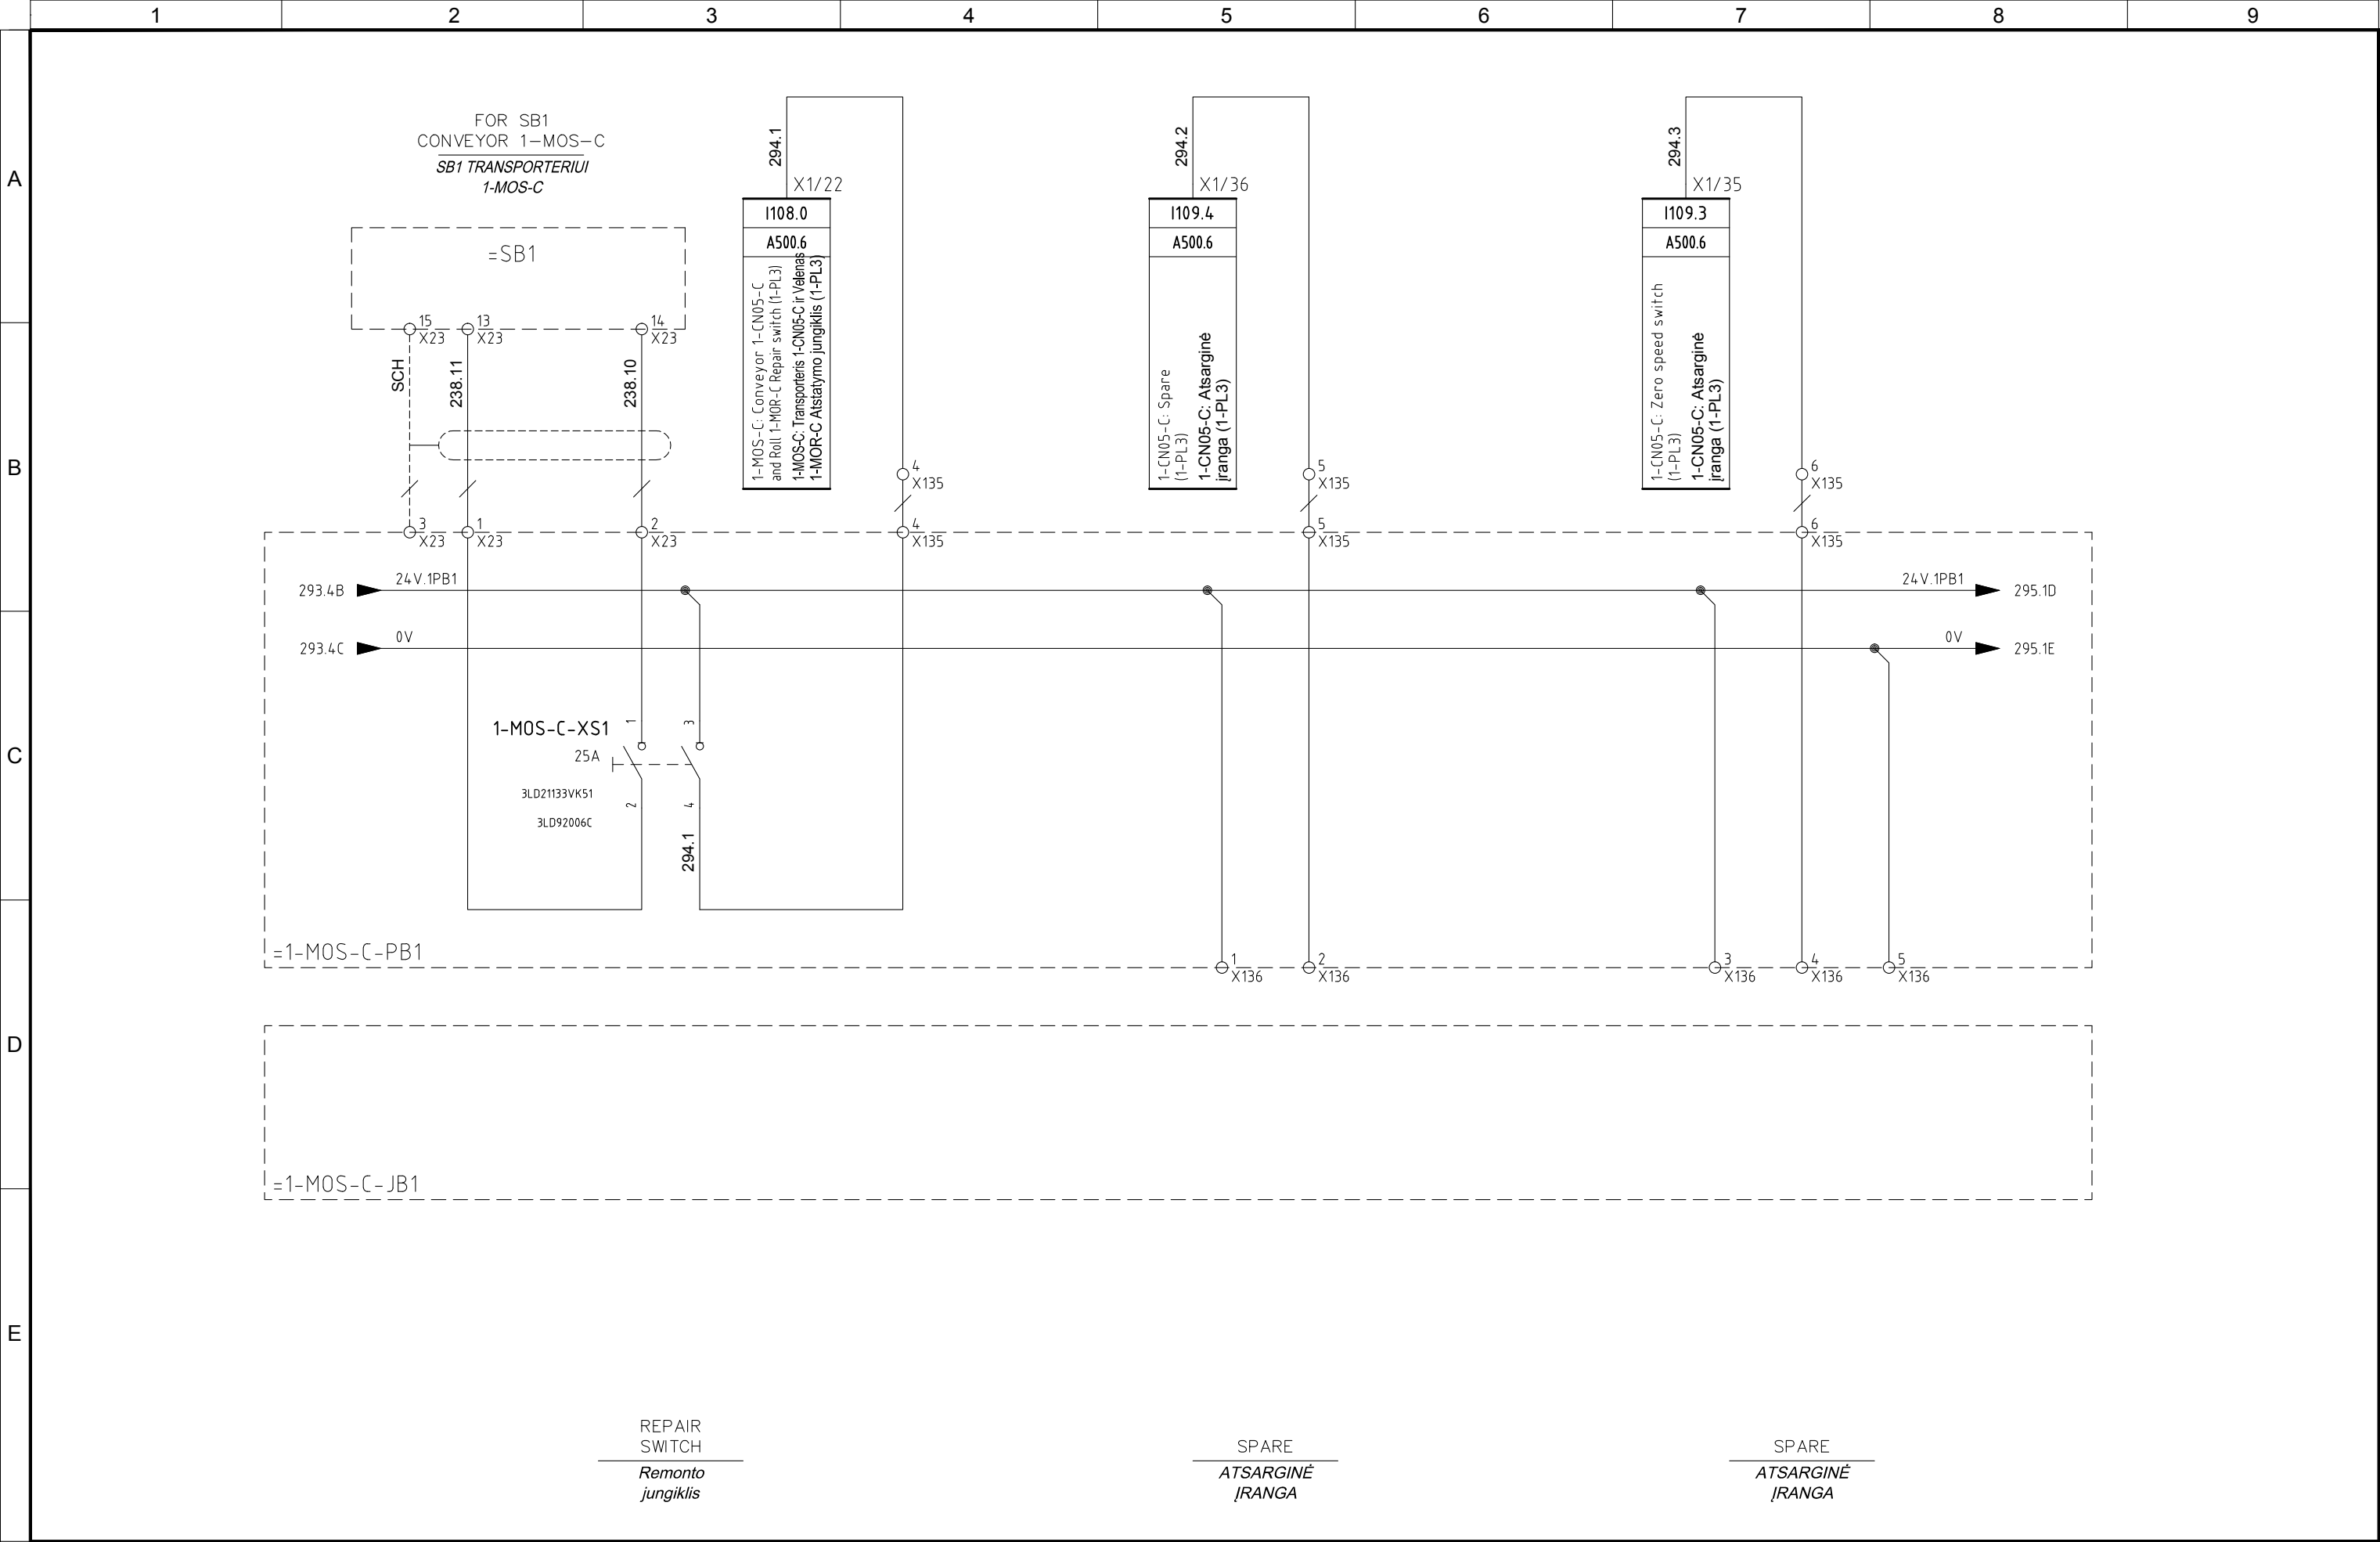 1 2 3 4 5 6 7 8 9
A
B
C
D
E
FOR SB1
CONVEYOR 1-MOS-C
SB1 TRANSPORTERIUI
1-MOS-C
=SB1
15
X23
13
X23
14
X23
SCH
238.11
238.10
3
X23
1
X23
2
X23
294.1
X1/22
I108.0
A500.6
1-MOS-C: Conveyor 1-CN05-C
and Roll 1-MOR-C Repair switch (1-PL3)
1-MOS-C: Transporteris 1-CN05-C ir Velenas
1-MOR-C Atstatymo jungiklis (1-PL3)
4
X135
4
X135
294.2
X1/36
I109.4
A500.6
1-CN05-C: Spare
(1-PL3)
1-CN05-C: Atsarginė
įranga (1-PL3)
5
X135
5
X135
294.3
X1/35
I109.3
A500.6
1-CN05-C: Zero speed switch
(1-PL3)
1-CN05-C: Atsarginė
įranga (1-PL3)
6
X135
6
X135
293.4B
24V.1PB1
24V.1PB1
295.1D
293.4C
0V
0V
295.1E
1-MOS-C-XS1
25A
3LD21133VK51
3LD92006C
1
2
3
4
294.1
=1-MOS-C-PB1
1
X136
2
X136
3
X136
4
X136
5
X136
=1-MOS-C-JB1
REPAIR
SWITCH
Remonto
jungiklis
SPARE
ATSARGINĖ
ĮRANGA
SPARE
ATSARGINĖ
ĮRANGA